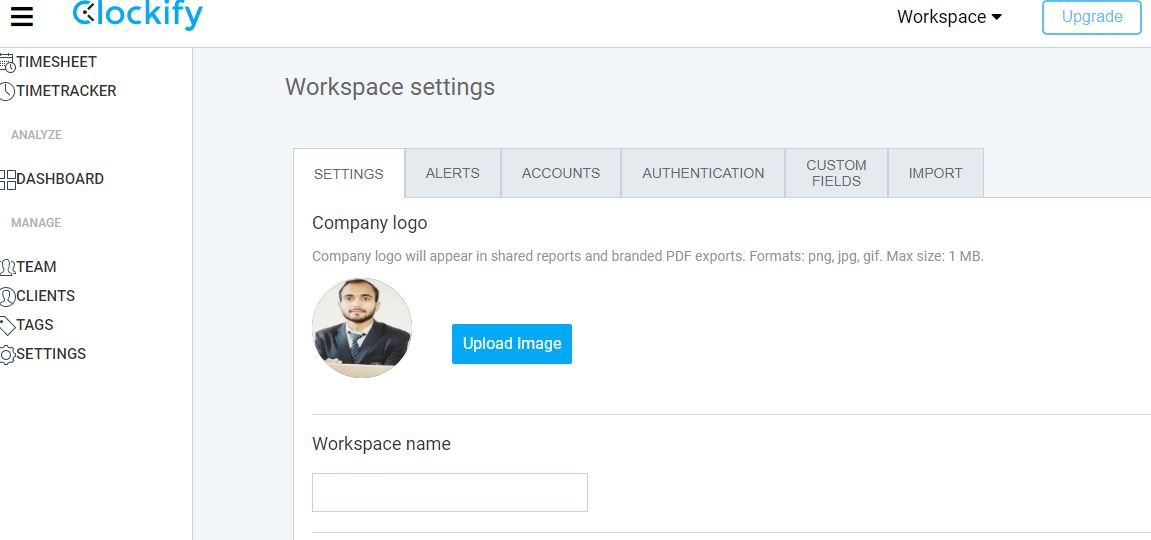 Clockify
Workspace
Upgrade
TIMESHEET
TIMETRACKER
ANALYZE
DASHBOARD
MANAGE
TEAM
CLIENTS
TAGS
SETTINGS
Workspace settings
SETTINGS
ALERTS
ACCOUNTS
AUTHENTICATION
CUSTOM
FIELDS
IMPORT
Company logo
Company logo will appear in shared reports and branded PDF exports. Formats: png, jpg, gif. Max size: 1 MB.
Upload Image
Workspace name